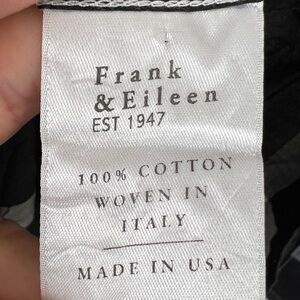 Frank
& Eileen
EST 1947
100% COTTON
WOVEN IN
ITALY
MADE IN USA